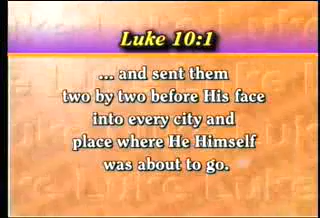 Luke 10:1
... and sent them
two by two before His face
into every city and
place where He Himself
was about to go.